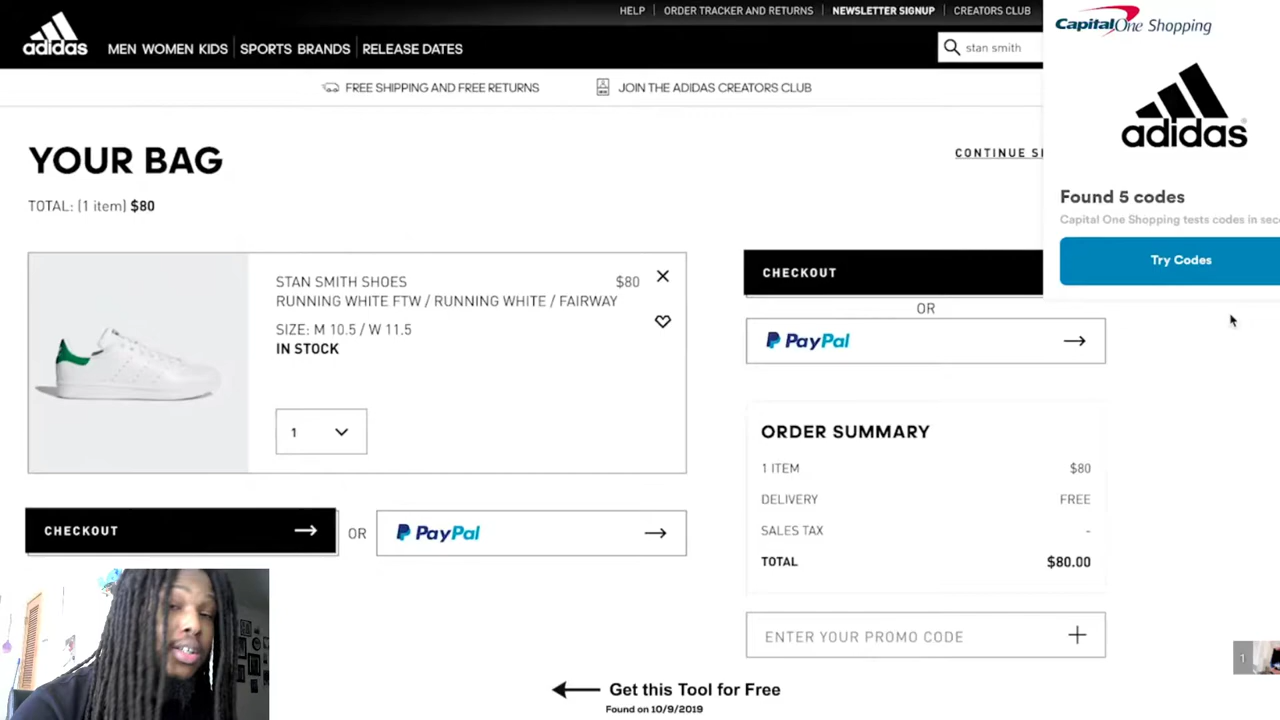 HELP
ORDER TRACKER AND RETURNS
NEWSLETTER SIGNUP
CREATORS CLUB
adidas
MEN WOMEN KIDS
SPORTS BRANDS
RELEASE DATES
stan smith
FREE SHIPPING AND FREE RETURNS
JOIN THE ADIDAS CREATORS CLUB
CapitalOne Shopping
adidas
Found 5 codes
Capital One Shopping tests codes in sec
Try Codes
YOUR BAG
TOTAL: (1 item) $80
CONTINUE S
STAN SMITH SHOES
$80
RUNNING WHITE FTW / RUNNING WHITE / FAIRWAY
SIZE: M 10.5 / W 11.5
IN STOCK
1
CHECKOUT
OR
PayPal
CHECKOUT
OR
PayPal
ORDER SUMMARY
1 ITEM
$80
DELIVERY
FREE
SALES TAX
-
TOTAL
$80.00
ENTER YOUR PROMO CODE
1
Get this Tool for Free
Found on 10/9/2019